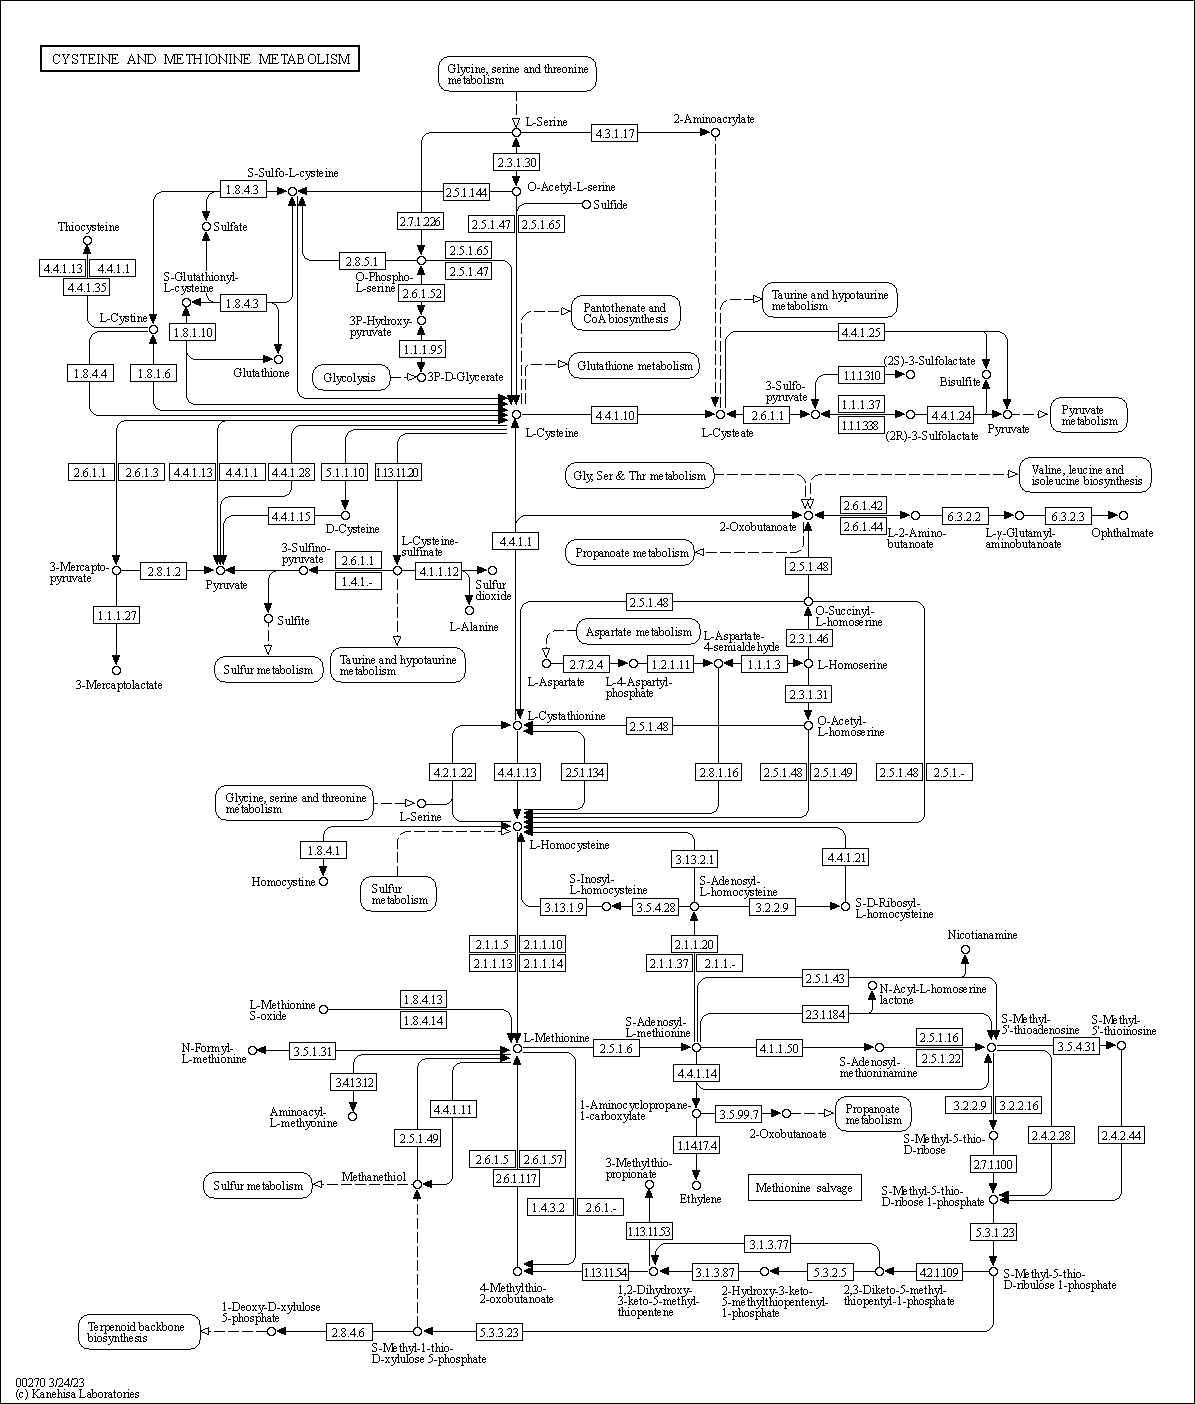 CYSTEINE AND METHIONINE METABOLISM
Glycine, serine and threonine
metabolism
L-Serine
4.3.1.17
2-Aminoacrylate
2.3.1.30
S-Sulfo-L-cysteine
1.8.4.3
2.5.1.144
O-Acetyl-L-serine
Sulfide
Thiocysteine
Sulfate
2.7.1.226
2.5.1.47
2.5.1.65
4.4.1.13
4.4.1.1
4.4.1.35
S-Glutathionyl-
L-cysteine
2.8.5.1
2.5.1.65
2.5.1.47
O-Phospho-
L-serine
1.8.4.3
2.6.1.52
Pantothenate and
CoA biosynthesis
Taurine and hypotaurine
metabolism
L-Cystine
1.8.1.10
3P-Hydroxy-
pyruvate
4.4.1.25
1.1.1.95
Glutathione
Glutathione metabolism
(2S)-3-Sulfolactate
1.8.4.4
1.8.1.6
Glycolysis
3P-D-Glycerate
1.1.1.310
Bisulfite
3-Sulfo-
pyruvate
1.1.1.37
4.4.1.10
2.6.1.1
1.1.1.338
4.4.1.24
Pyruvate
metabolism
L-Cysteine
L-Cysteate
(2R)-3-Sulfolactate
Pyruvate
2.6.1.1
2.6.1.3
4.4.1.13
4.4.1.1
4.4.1.28
5.1.1.10
1.13.11.20
Gly, Ser & Thr metabolism
Valine, leucine and
isoleucine biosynthesis
4.4.1.15
D-Cysteine
2-Oxobutanoate
2.6.1.42
2.6.1.44
L-2-Amino-
butanoate
6.3.2.2
L-γ-Glutamyl-
aminobutanoate
6.3.2.3
Ophthalmate
4.4.1.1
Propanoate metabolism
3-Mercapto-
pyruvate
2.8.1.2
Pyruvate
3-Sulfino-
pyruvate
2.6.1.1
1.4.1.-
L-Cysteine-
sulfinate
4.1.1.12
Sulfur
dioxide
2.5.1.48
1.1.1.27
Sulfite
L-Alanine
2.5.1.48
O-Succinyl-
L-homoserine
Aspartate metabolism
L-Aspartate-
4-semialdehyde
2.3.1.46
Sulfur metabolism
Taurine and hypotaurine
metabolism
2.7.2.4
1.2.1.11
1.1.1.3
L-Homoserine
3-Mercaptolactate
L-Aspartate
L-4-Aspartyl-
phosphate
2.3.1.31
L-Cystathionine
2.5.1.48
O-Acetyl-
L-homoserine
4.2.1.22
4.4.1.13
2.5.1.134
2.8.1.16
2.5.1.48
2.5.1.49
2.5.1.48
2.5.1.-
Glycine, serine and threonine
metabolism
L-Serine
1.8.4.1
L-Homocysteine
3.13.2.1
4.4.1.21
Homocystine
Sulfur
metabolism
S-Inosyl-
L-homocysteine
S-Adenosyl-
L-homocysteine
3.13.1.9
3.5.4.28
3.2.2.9
S-D-Ribosyl-
L-homocysteine
2.1.1.5
2.1.1.10
2.1.1.13
2.1.1.14
2.1.1.20
2.1.1.37
2.1.1.-
Nicotianamine
2.5.1.43
L-Methionine
S-oxide
1.8.4.13
1.8.4.14
N-Acyl-L-homoserine
lactone
2.3.1.184
S-Adenosyl-
L-methionine
S-Methyl-
5'-thioadenosine
S-Methyl-
5'-thioinosine
N-Formyl-
L-methionine
3.5.1.31
L-Methionine
2.5.1.6
4.1.1.50
2.5.1.16
2.5.1.22
3.5.4.31
S-Adenosyl-
methioninamine
3.4.13.12
4.4.1.14
Aminoacyl-
L-methyonine
4.4.1.11
1-Aminocyclopropane-
1-carboxylate
3.5.99.7
2-Oxobutanoate
Propanoate
metabolism
3.2.2.9
3.2.2.16
2.5.1.49
1.14.17.4
S-Methyl-5-thio-
D-ribose
2.4.2.28
2.4.2.44
2.6.1.5
2.6.1.57
2.6.1.117
3-Methylthio-
propionate
2.7.1.100
Sulfur metabolism
Methanethiol
Ethylene
Methionine salvage
S-Methyl-5-thio-
D-ribose 1-phosphate
1.4.3.2
2.6.1.-
1.13.11.53
5.3.1.23
3.1.3.77
1.13.11.54
3.1.3.87
5.3.2.5
4.2.1.109
4-Methylthio-
2-oxobutanoate
1,2-Dihydroxy-
3-keto-5-methyl-
thiopentene
2-Hydroxy-3-keto-
5-methylthiopentenyl-
1-phosphate
2,3-Diketo-5-methyl-
thiopentyl-1-phosphate
S-Methyl-5-thio-
D-ribulose 1-phosphate
Terpenoid backbone
biosynthesis
1-Deoxy-D-xylulose
5-phosphate
2.8.4.6
S-Methyl-1-thio-
D-xylulose 5-phosphate
5.3.3.23
00270 3/24/23
(c) Kanehisa Laboratories